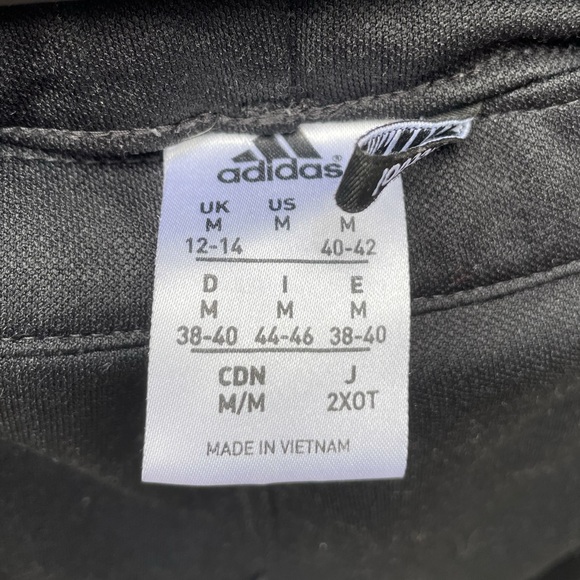 adidas®
UK US
M M M
12-14 40-42
D I E
M M M
38-40 44-46 38-40
CDN J
M/M 2XOT
MADE IN VIETNAM